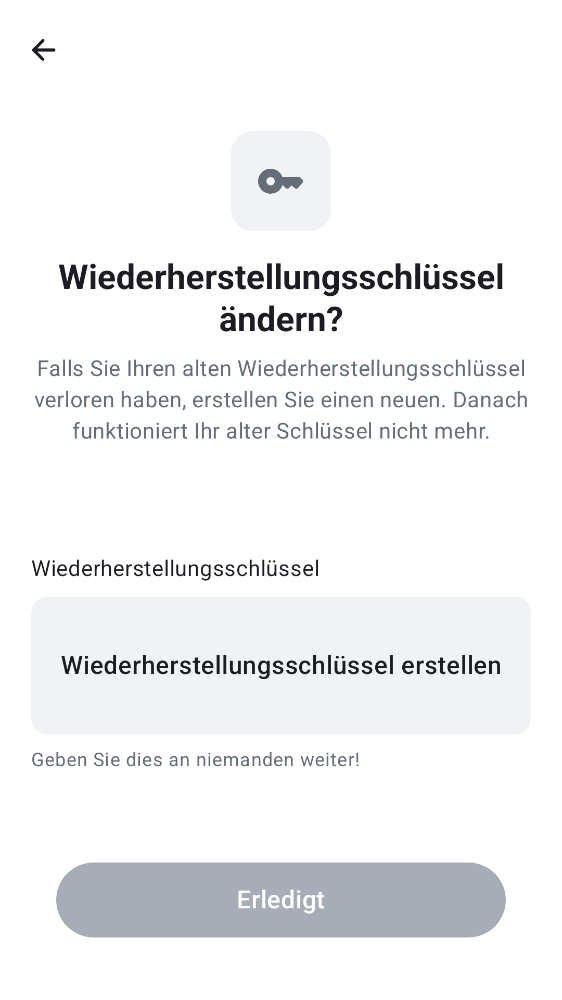 Wiederherstellungsschlüssel
ändern?
Falls Sie Ihren alten Wiederherstellungsschlüssel
verloren haben, erstellen Sie einen neuen. Danach
funktioniert Ihr alter Schlüssel nicht mehr.
Wiederherstellungsschlüssel
Wiederherstellungsschlüssel erstellen
Geben Sie dies an niemanden weiter!
Erledigt